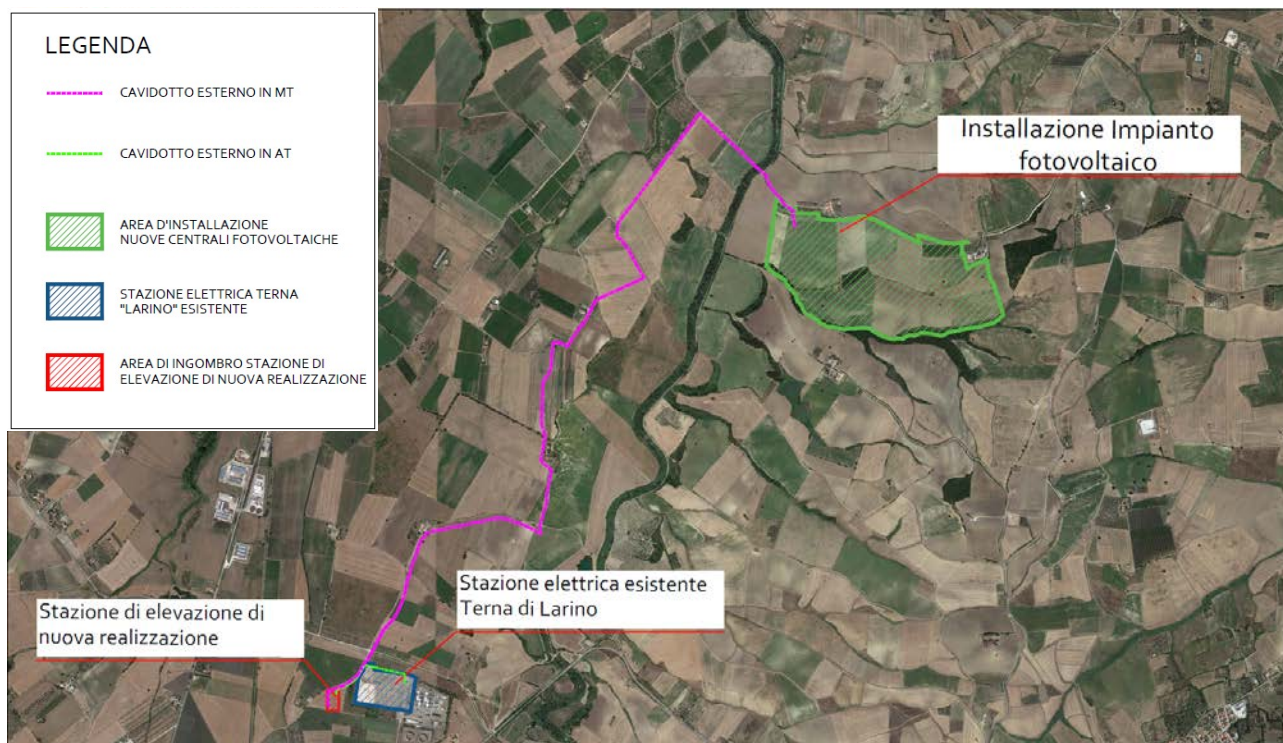 LEGENDA
CAVIDOTTO ESTERNO IN MT
CAVIDOTTO ESTERNO IN AT
AREA D'INSTALLAZIONE
NUOVE CENTRALI FOTOVOLTAICHE
STAZIONE ELETTRICA TERNA
"LARINO" ESISTENTE
AREA DI INGOMBRO STAZIONE DI
ELEVAZIONE DI NUOVA REALIZZAZIONE
Installazione Impianto
fotovoltaico
Stazione elettrica esistente
Terna di Larino
Stazione di elevazione di
nuova realizzazione